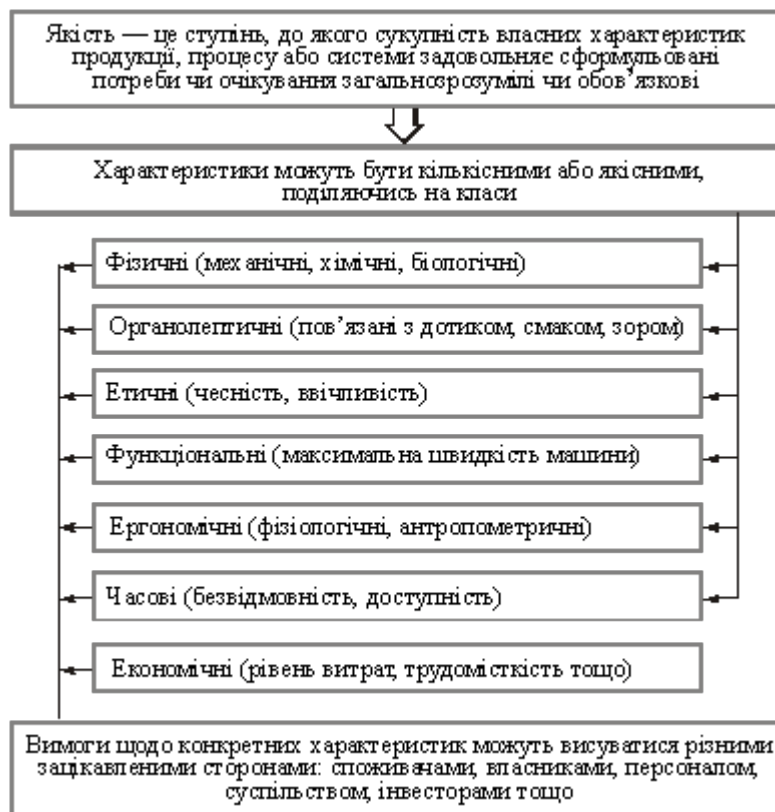 Якість — це ступінь, до якого сукупність власних характеристик
продукції, процесу або системи задовольняє сформульовані
потреби чи очікування загальнозрозумілі чи обов’язкові
Характеристики можуть бути кількісними або якісними,
поділяючись на класи
Фізичні (механічні, хімічні, біологічні)
Органолептичні (пов’язані з дотиком, смаком, зором)
Етичні (чесність, ввічливість)
Функціональні (максимальна швидкість машини)
Ергономічні (фізіологічні, антропометричні)
Часові (безвідмовність, доступність)
Економічні (рівень витрат, трудомісткість тощо)
Вимоги щодо конкретних характеристик можуть висуватися різними
зацікавленими сторонами: споживачами, власниками, персоналом,
суспільством, інвесторами тощо